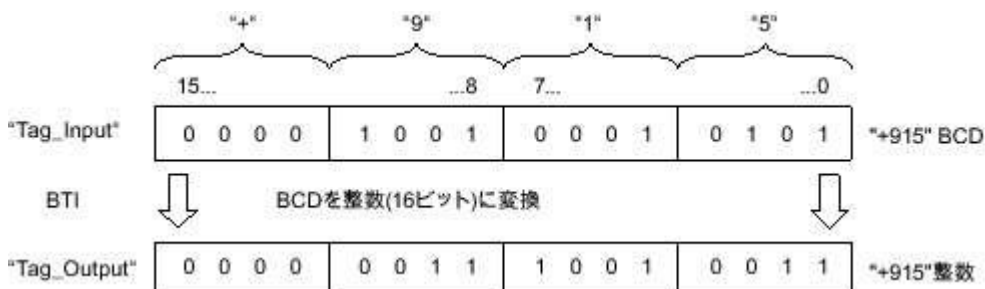 "+" "9" "1" "5"
15... ...8 7... ...0
"Tag_Input" 0 0 0 0 1 0 0 1 0 0 0 1 0 1 0 1 "+915" BCD
BTI BCDを整数(16ビット)に変換
"Tag_Output" 0 0 0 0 0 0 1 1 1 0 0 1 0 0 1 1 "+915"整数